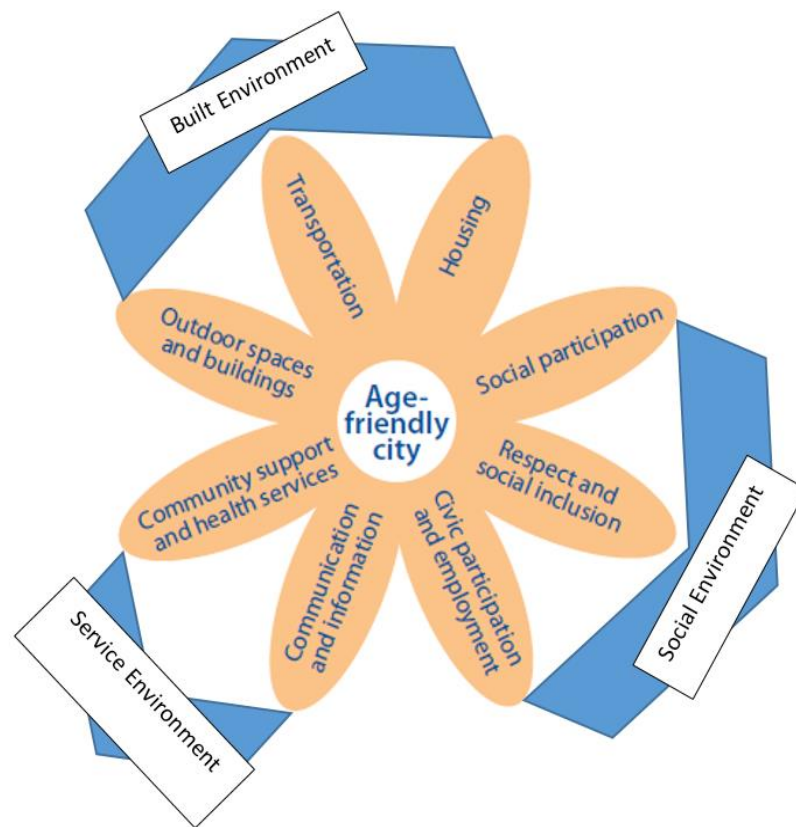 Built Environment
Transportation
Housing
Outdoor spaces
and buildings
Social participation
Age-
friendly
city
Community support
and health services
Respect and
social inclusion
Communication
and information
Civic participation
and employment
Service Environment
Social Environment